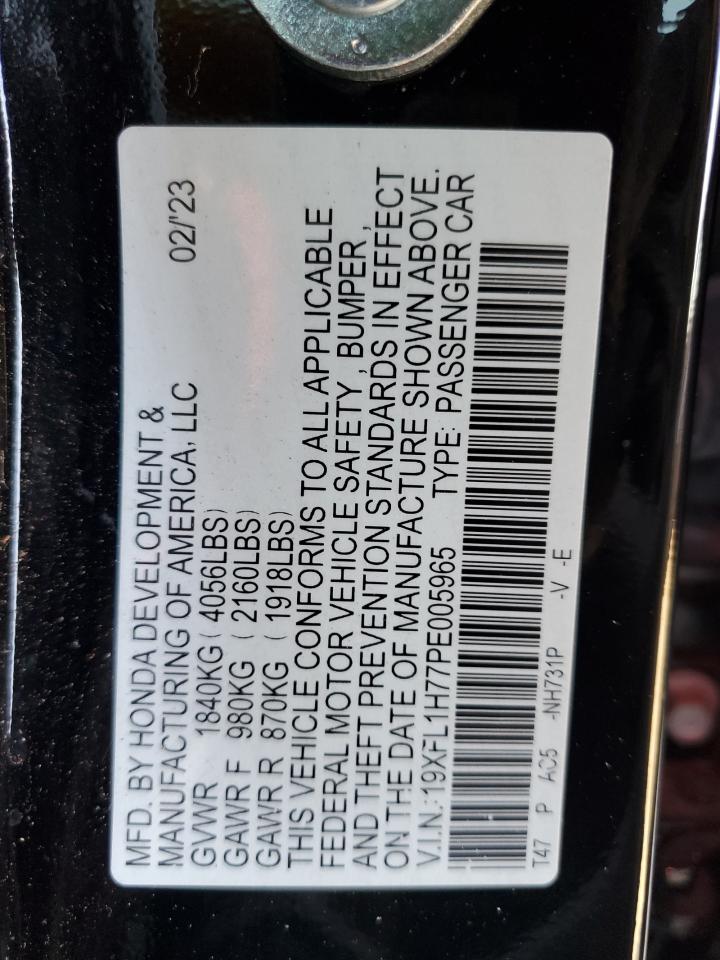 MFD. BY HONDA DEVELOPMENT &
MANUFACTURING OF AMERICA, LLC 02/'23
GVWR 1840KG ( 4056LBS)
GAWR F 980KG ( 2160LBS)
GAWR R 870KG ( 1918LBS)
THIS VEHICLE CONFORMS TO ALL APPLICABLE
FEDERAL MOTOR VEHICLE SAFETY , BUMPER,
AND THEFT PREVENTION STANDARDS IN EFFECT
ON THE DATE OF MANUFACTURE SHOWN ABOVE.
V.I.N.: 19XFL1H77PE005965 TYPE: PASSENGER CAR
T47 P AC5 -NH731P -V -E